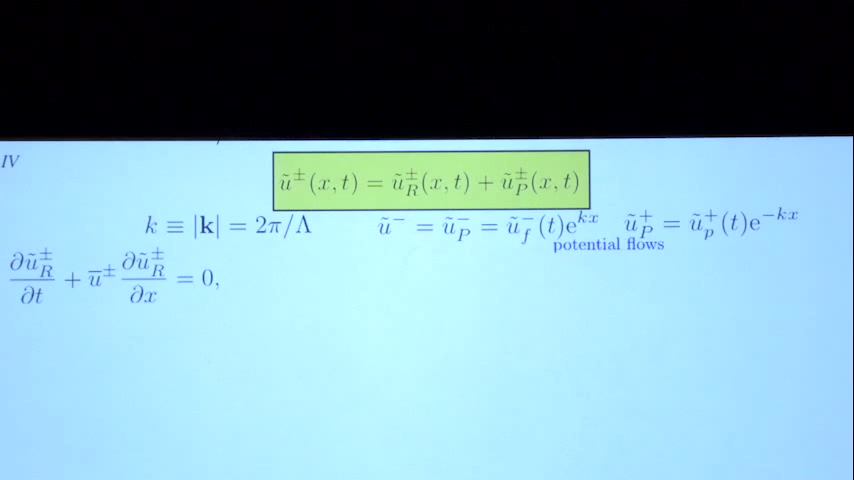 IV
ũ±(x, t) = ũ_R^±(x, t) + ũ_P^±(x, t)
k ≡ |k| = 2π/Λ ũ⁻ = ũ_P^- = ũ_f^-(t)e^{kx} ũ_P^+ = ũ_p^+(t)e^{-kx}
potential flows
∂ũ_R^±/∂t + u̅^± ∂ũ_R^±/∂x = 0,